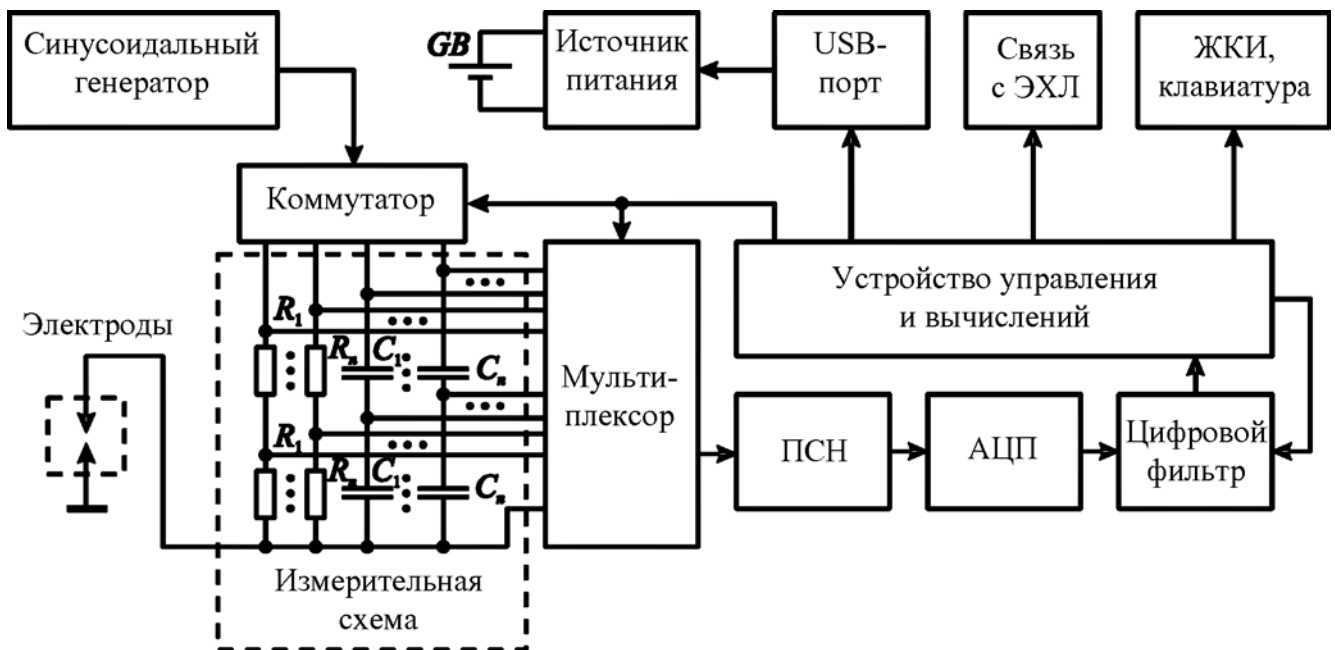 Синусоидальный
генератор
GB
Источник
питания
USB-
порт
Связь
с ЭХЛ
ЖКИ,
клавиатура
Коммутатор
Устройство управления
и вычислений
Электроды
R₁
Rₙ
C₁
Cₙ
R₁
Rₙ
C₁
Cₙ
Мульти-
плексор
ПСН
АЦП
Цифровой
фильтр
Измерительная
схема